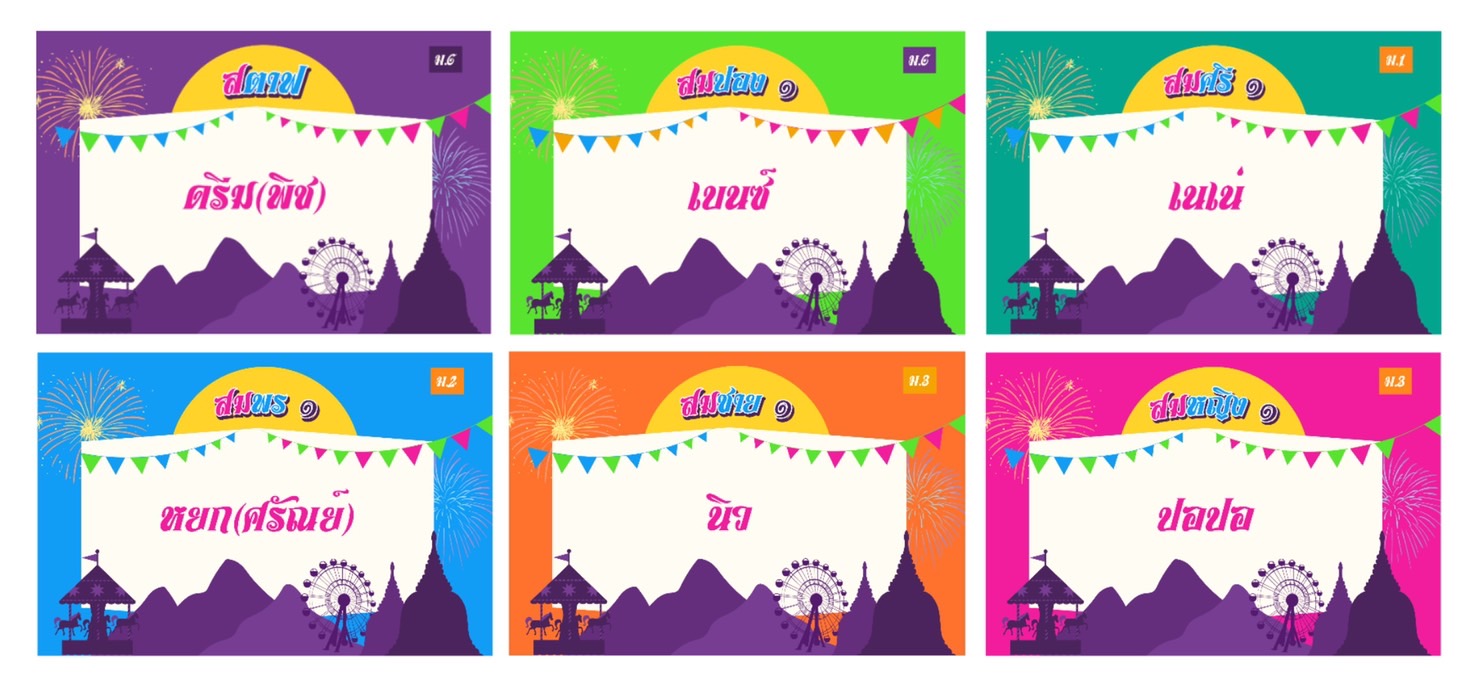 สตาฟ
ม.6
ดรีม(พิช)
สมปอง ๑
ม.6
เบนซ์
สมศรี ๑
ม.1
เนเน่
สมพร ๑
ม.2
หยก(ศรัณย์)
สมชาย ๑
ม.3
นิว
สมหญิง ๑
ม.3
ปอปอ